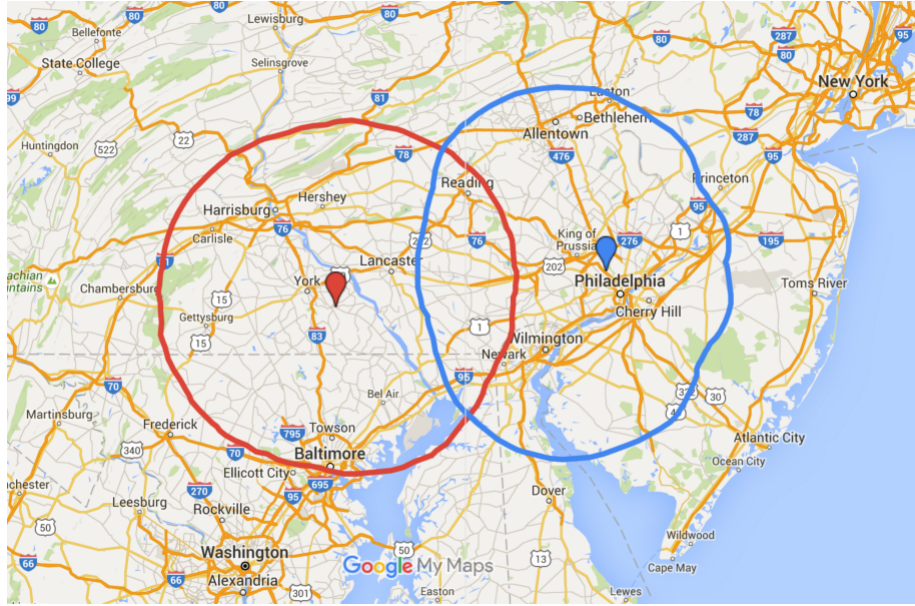 Lewisburg
80
80
80
Bellefonte
80
State College
Selinsgrove
80
287
80
95
New York
99
81
Easton
Bethlehem
Allentown
78
287
22
Huntingdon
522
78
476
95
Princeton
Reading
Hershey
Harrisburg
76
Carlisle
King of
Prussia
276
1
95
195
76
202
Lancaster
81
Chambersburg
York
15
Gettysburg
Philadelphia
Toms River
Cherry Hill
83
1
15
Wilmington
Newark
95
70
Bel Air
30
Martinsburg
Frederick
795
Towson
340
70
Baltimore
Atlantic City
Ellicott City
Ocean City
695
95
270
Dover
Leesburg
Rockville
50
Wildwood
Washington
50
13
Cape May
66
66
Google My Maps
Alexandria
301
Easton
Lewes